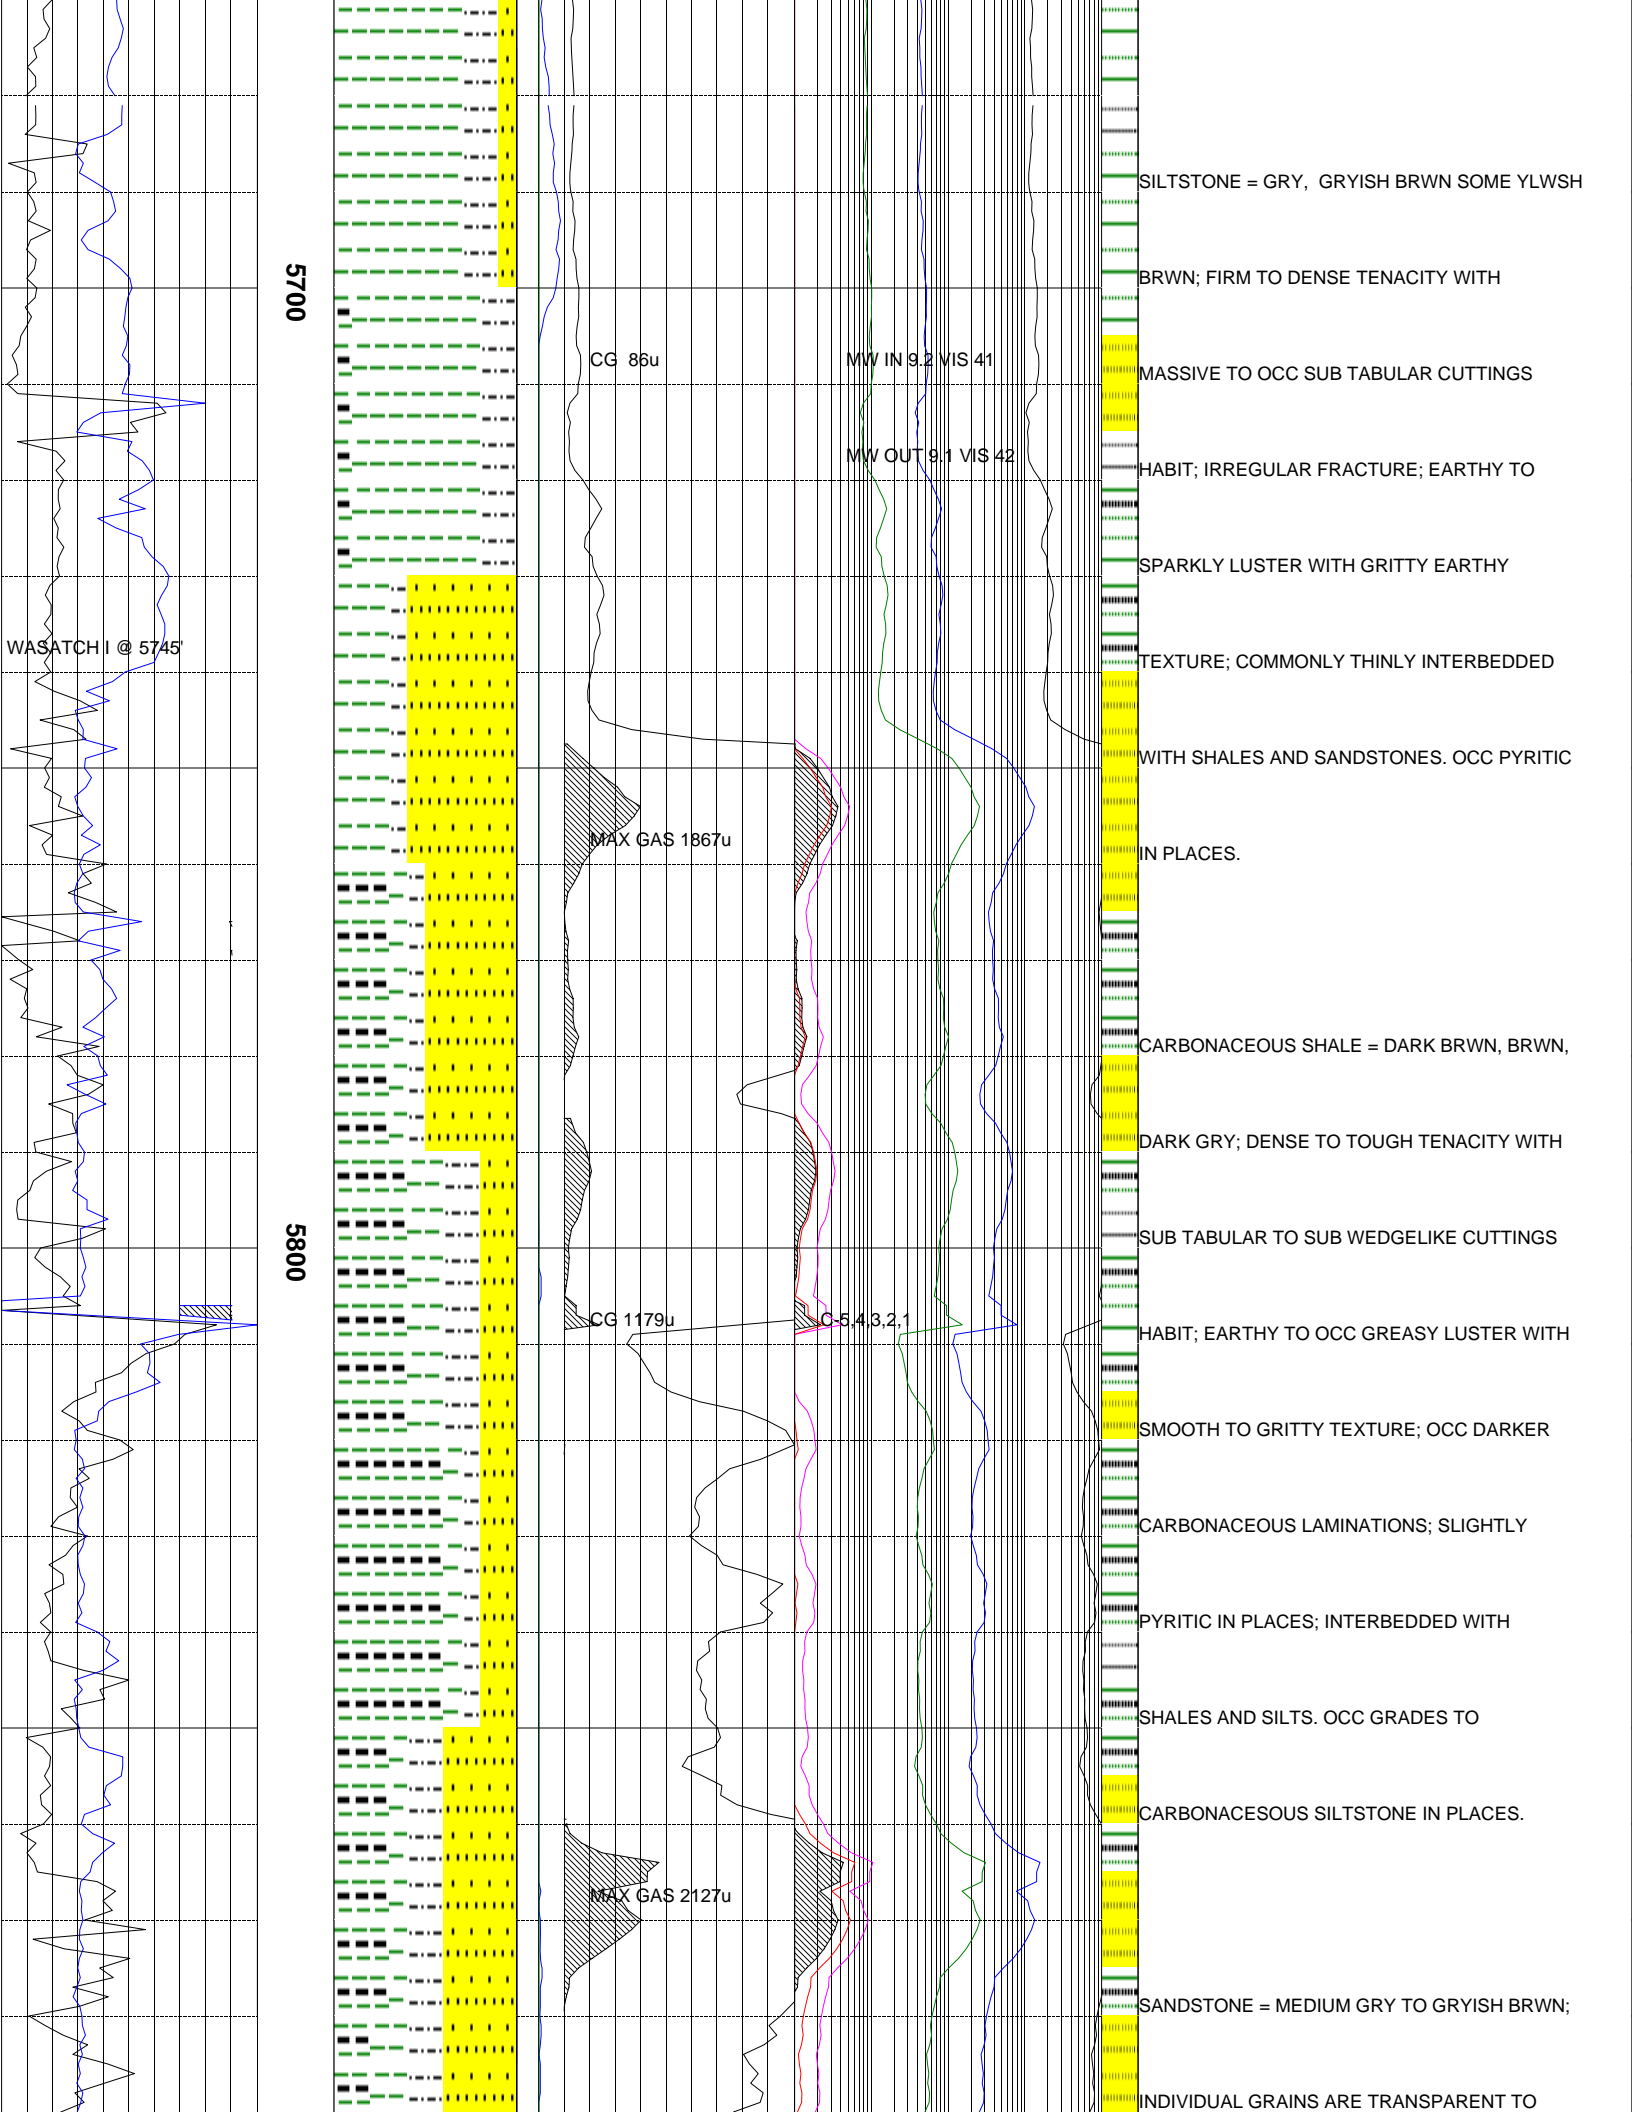 SILTSTONE = GRY, GRYISH BRWN SOME YLWSH
BRWN; FIRM TO DENSE TENACITY WITH
5700
CG 86u
MW IN 9.2 VIS 41
MASSIVE TO OCC SUB TABULAR CUTTINGS
MW OUT 9.1 VIS 42
HABIT; IRREGULAR FRACTURE; EARTHY TO
SPARKLY LUSTER WITH GRITTY EARTHY
WASATCH I @ 5745'
TEXTURE; COMMONLY THINLY INTERBEDDED
WITH SHALES AND SANDSTONES. OCC PYRITIC
MAX GAS 1867u
IN PLACES.
CARBONACEOUS SHALE = DARK BRWN, BRWN,
DARK GRY; DENSE TO TOUGH TENACITY WITH
5800
SUB TABULAR TO SUB WEDGELIKE CUTTINGS
CG 1179u
C-5,4,3,2,1
HABIT; EARTHY TO OCC GREASY LUSTER WITH
SMOOTH TO GRITTY TEXTURE; OCC DARKER
CARBONACEOUS LAMINATIONS; SLIGHTLY
PYRITIC IN PLACES; INTERBEDDED WITH
SHALES AND SILTS. OCC GRADES TO
CARBONACESOUS SILTSTONE IN PLACES.
MAX GAS 2127u
SANDSTONE = MEDIUM GRY TO GRYISH BRWN;
INDIVIDUAL GRAINS ARE TRANSPARENT TO